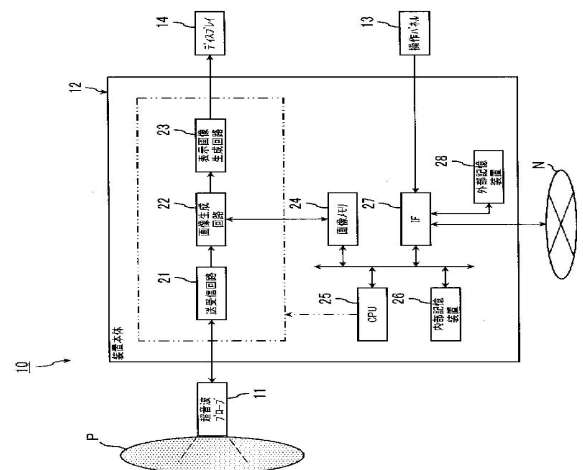 10
P
超音波
プローブ
11
装置本体
12
送受信回路
21
画像生成
回路
22
表示画像
生成回路
23
ディスプレイ
14
操作パネル
13
画像メモリ
24
CPU
25
内部記憶
装置
26
IF
27
外部記憶
装置
28
N